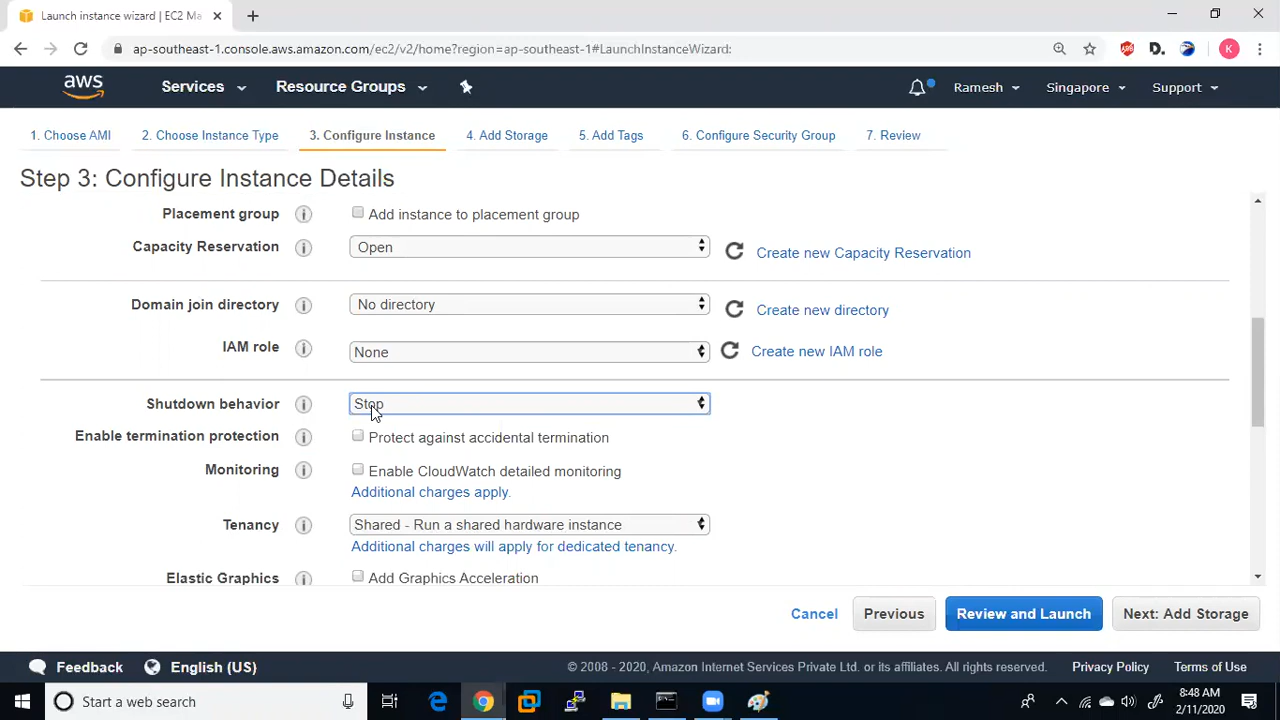 Launch instance wizard | EC2 Ma
ap-southeast-1.console.aws.amazon.com/ec2/v2/home?region=ap-southeast-1#LaunchInstanceWizard:
ABP
D.
K
aws
Services
Resource Groups
Ramesh
Singapore
Support
1. Choose AMI
2. Choose Instance Type
3. Configure Instance
4. Add Storage
5. Add Tags
6. Configure Security Group
7. Review
Step 3: Configure Instance Details
Placement group
Add instance to placement group
Capacity Reservation
Open
Create new Capacity Reservation
Domain join directory
No directory
Create new directory
IAM role
None
Create new IAM role
Shutdown behavior
Stop
Enable termination protection
Protect against accidental termination
Monitoring
Enable CloudWatch detailed monitoring
Additional charges apply.
Tenancy
Shared - Run a shared hardware instance
Additional charges will apply for dedicated tenancy.
Elastic Graphics
Add Graphics Acceleration
Cancel
Previous
Review and Launch
Next: Add Storage
Feedback
English (US)
© 2008 - 2020, Amazon Internet Services Private Ltd. or its affiliates. All rights reserved.
Privacy Policy
Terms of Use
Start a web search
8:48 AM
2/11/2020